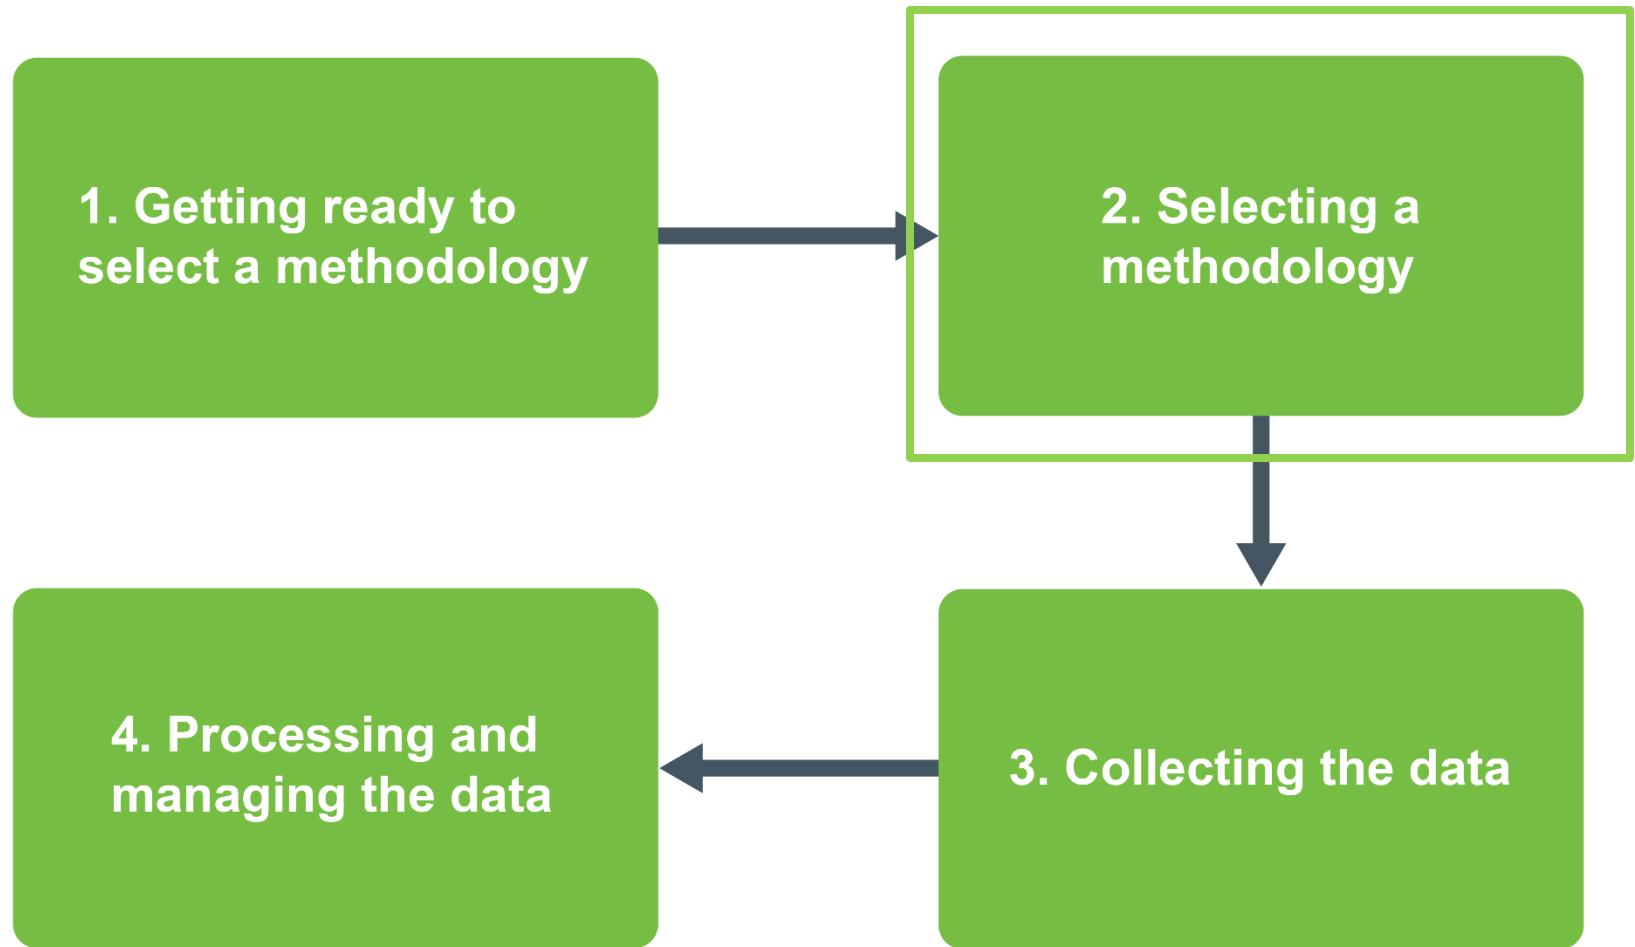 1. Getting ready to
select a methodology
2. Selecting a
methodology
3. Collecting the data
4. Processing and
managing the data